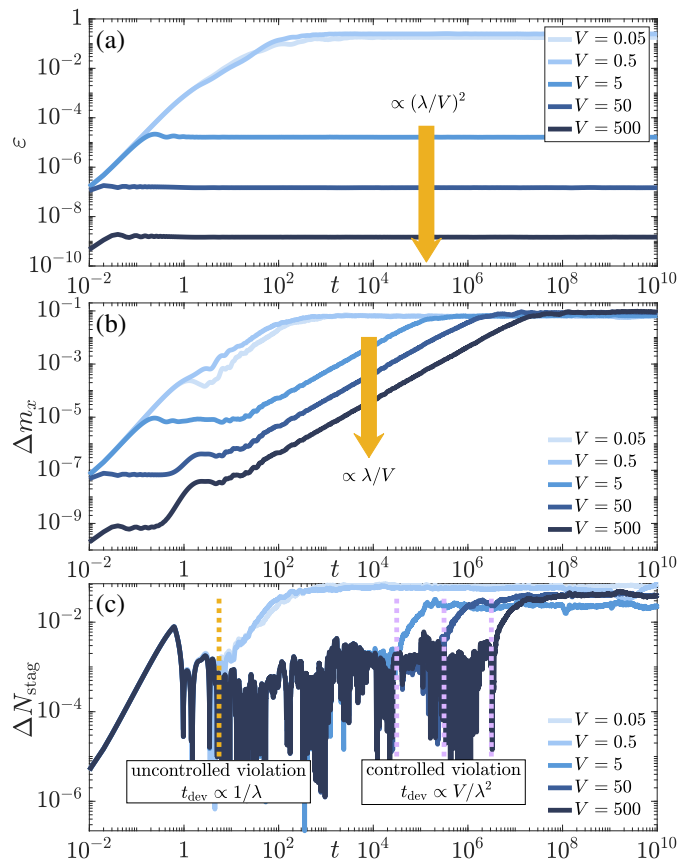 (a)
ε
1
10⁻²
10⁻⁴
10⁻⁶
10⁻⁸
10⁻¹⁰
V = 0.05
V = 0.5
V = 5
V = 50
V = 500
∝ (λ/V)²
10⁻² 1 10² t 10⁴ 10⁶ 10⁸ 10¹⁰
(b)
Δmₓ
10⁻¹
10⁻³
10⁻⁵
10⁻⁷
10⁻⁹
∝ λ/V
V = 0.05
V = 0.5
V = 5
V = 50
V = 500
10⁻² 1 10² t 10⁴ 10⁶ 10⁸ 10¹⁰
(c)
ΔN_stag
10⁻²
10⁻⁴
10⁻⁶
uncontrolled violation
t_dev ∝ 1/λ
controlled violation
t_dev ∝ V/λ²
V = 0.05
V = 0.5
V = 5
V = 50
V = 500
10⁻² 1 10² t 10⁴ 10⁶ 10⁸ 10¹⁰